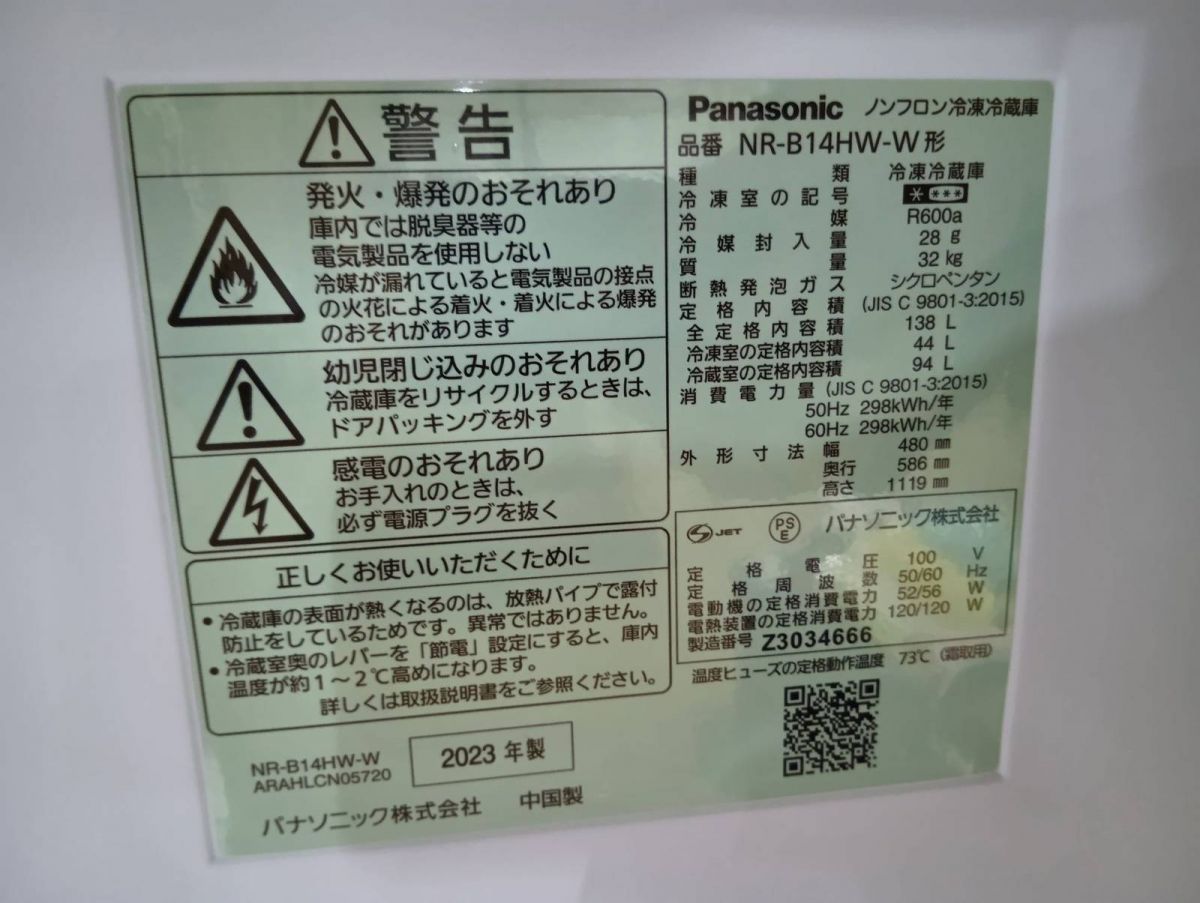 警告
発火・爆発のおそれあり
庫内では脱臭器等の
電気製品を使用しない
冷媒が漏れていると電気製品の接点
の火花による着火・着火による爆発
のおそれがあります
幼児閉じ込みのおそれあり
冷蔵庫をリサイクルするときは、
ドアパッキングを外す
感電のおそれあり
お手入れのときは、
必ず電源プラグを抜く
正しくお使いいただくために
・冷蔵庫の表面が熱くなるのは、放熱パイプで露付
防止をしているためです。異常ではありません。
・冷蔵室奥のレバーを「節電」設定にすると、庫内
温度が約1~2℃高めになります。
詳しくは取扱説明書をご参照ください。
NR-B14HW-W
ARAHLCN05720
2023年製
パナソニック株式会社 中国製
Panasonic ノンフロン冷凍冷蔵庫
品番 NR-B14HW-W形
種類 冷凍冷蔵庫
冷凍室の記号 * ***
冷媒 R600a
冷媒封入量 28 g
質量 32 kg
断熱発泡ガス シクロペンタン
定格内容積 (JIS C 9801-3:2015)
全定格内容積 138 L
冷凍室の定格内容積 44 L
冷蔵室の定格内容積 94 L
消費電力量 (JIS C 9801-3:2015)
50Hz 298kWh/年
60Hz 298kWh/年
外形寸法 幅 480 mm
奥行 586 mm
高さ 1119 mm
JET PSE パナソニック株式会社
定格電圧 100 V
定格周波数 50/60 Hz
電動機の定格消費電力 52/56 W
電熱装置の定格消費電力 120/120 W
製造番号 Z3034666
温度ヒューズの定格動作温度 73℃(霜取用)